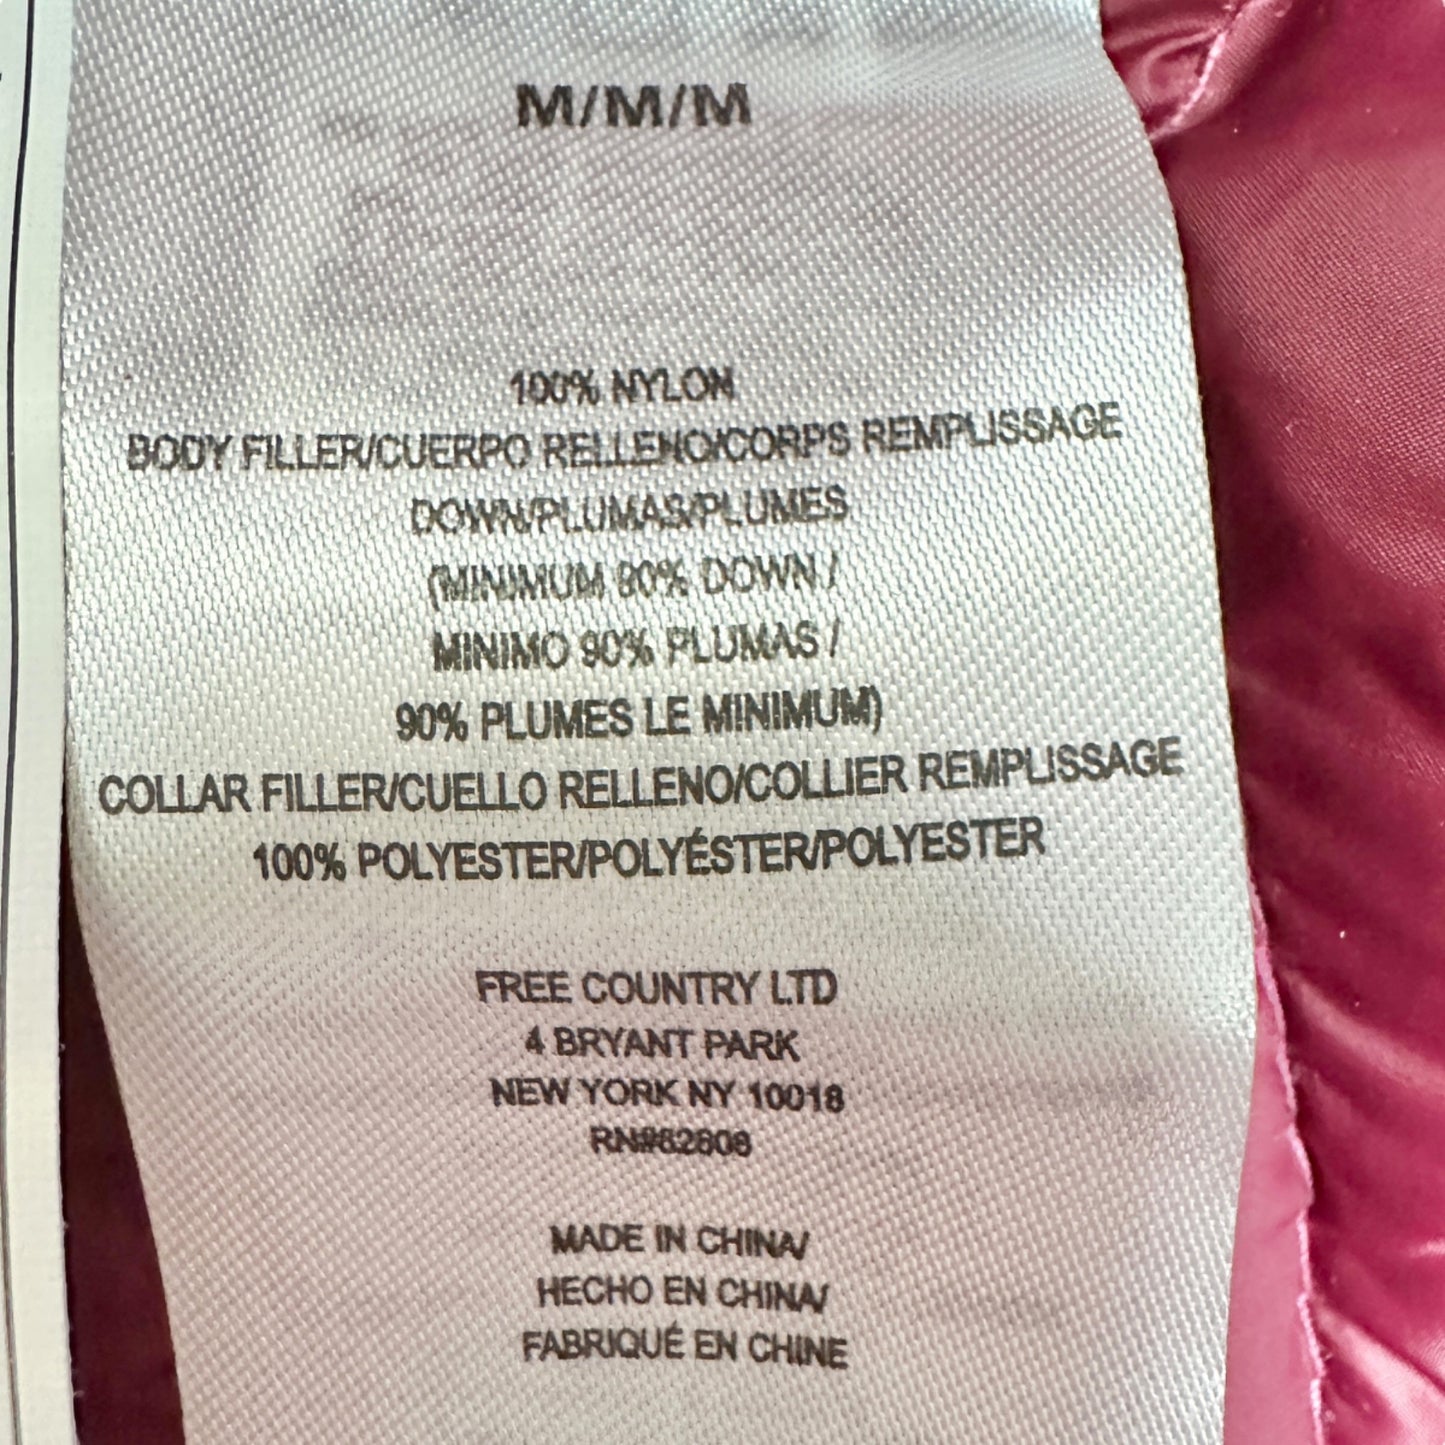 M/M/M
100% NYLON
BODY FILLER/CUERPO RELLENO/CORPS REMPLISSAGE
DOWN/PLUMAS/PLUMES
(MINIMUM 90% DOWN /
MINIMO 90% PLUMAS /
90% PLUMES LE MINIMUM)
COLLAR FILLER/CUELLO RELLENO/COLLIER REMPLISSAGE
100% POLYESTER/POLYÉSTER/POLYESTER
FREE COUNTRY LTD
4 BRYANT PARK
NEW YORK NY 10018
MADE IN CHINA/
HECHO EN CHINA/
FABRIQUÉ EN CHINE